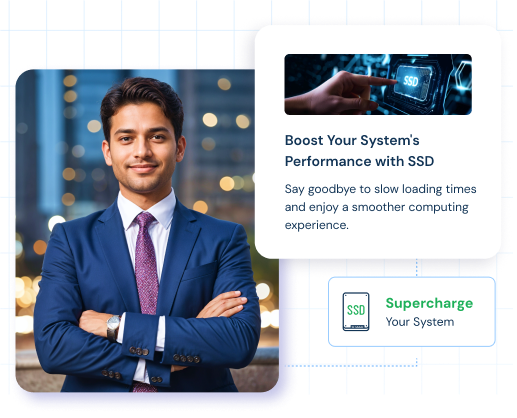 SSD
Boost Your System's
Performance with SSD
Say goodbye to slow loading times
and enjoy a smoother computing
experience.
SSD
Supercharge
Your System